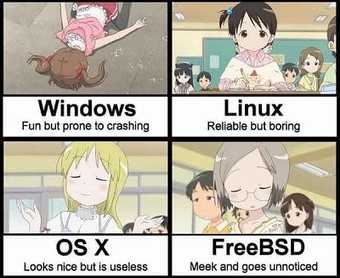 Windows
Fun but prone to crashing
Linux
Reliable but boring
OS X
Looks nice but is useless
FreeBSD
Meek and goes unnoticed